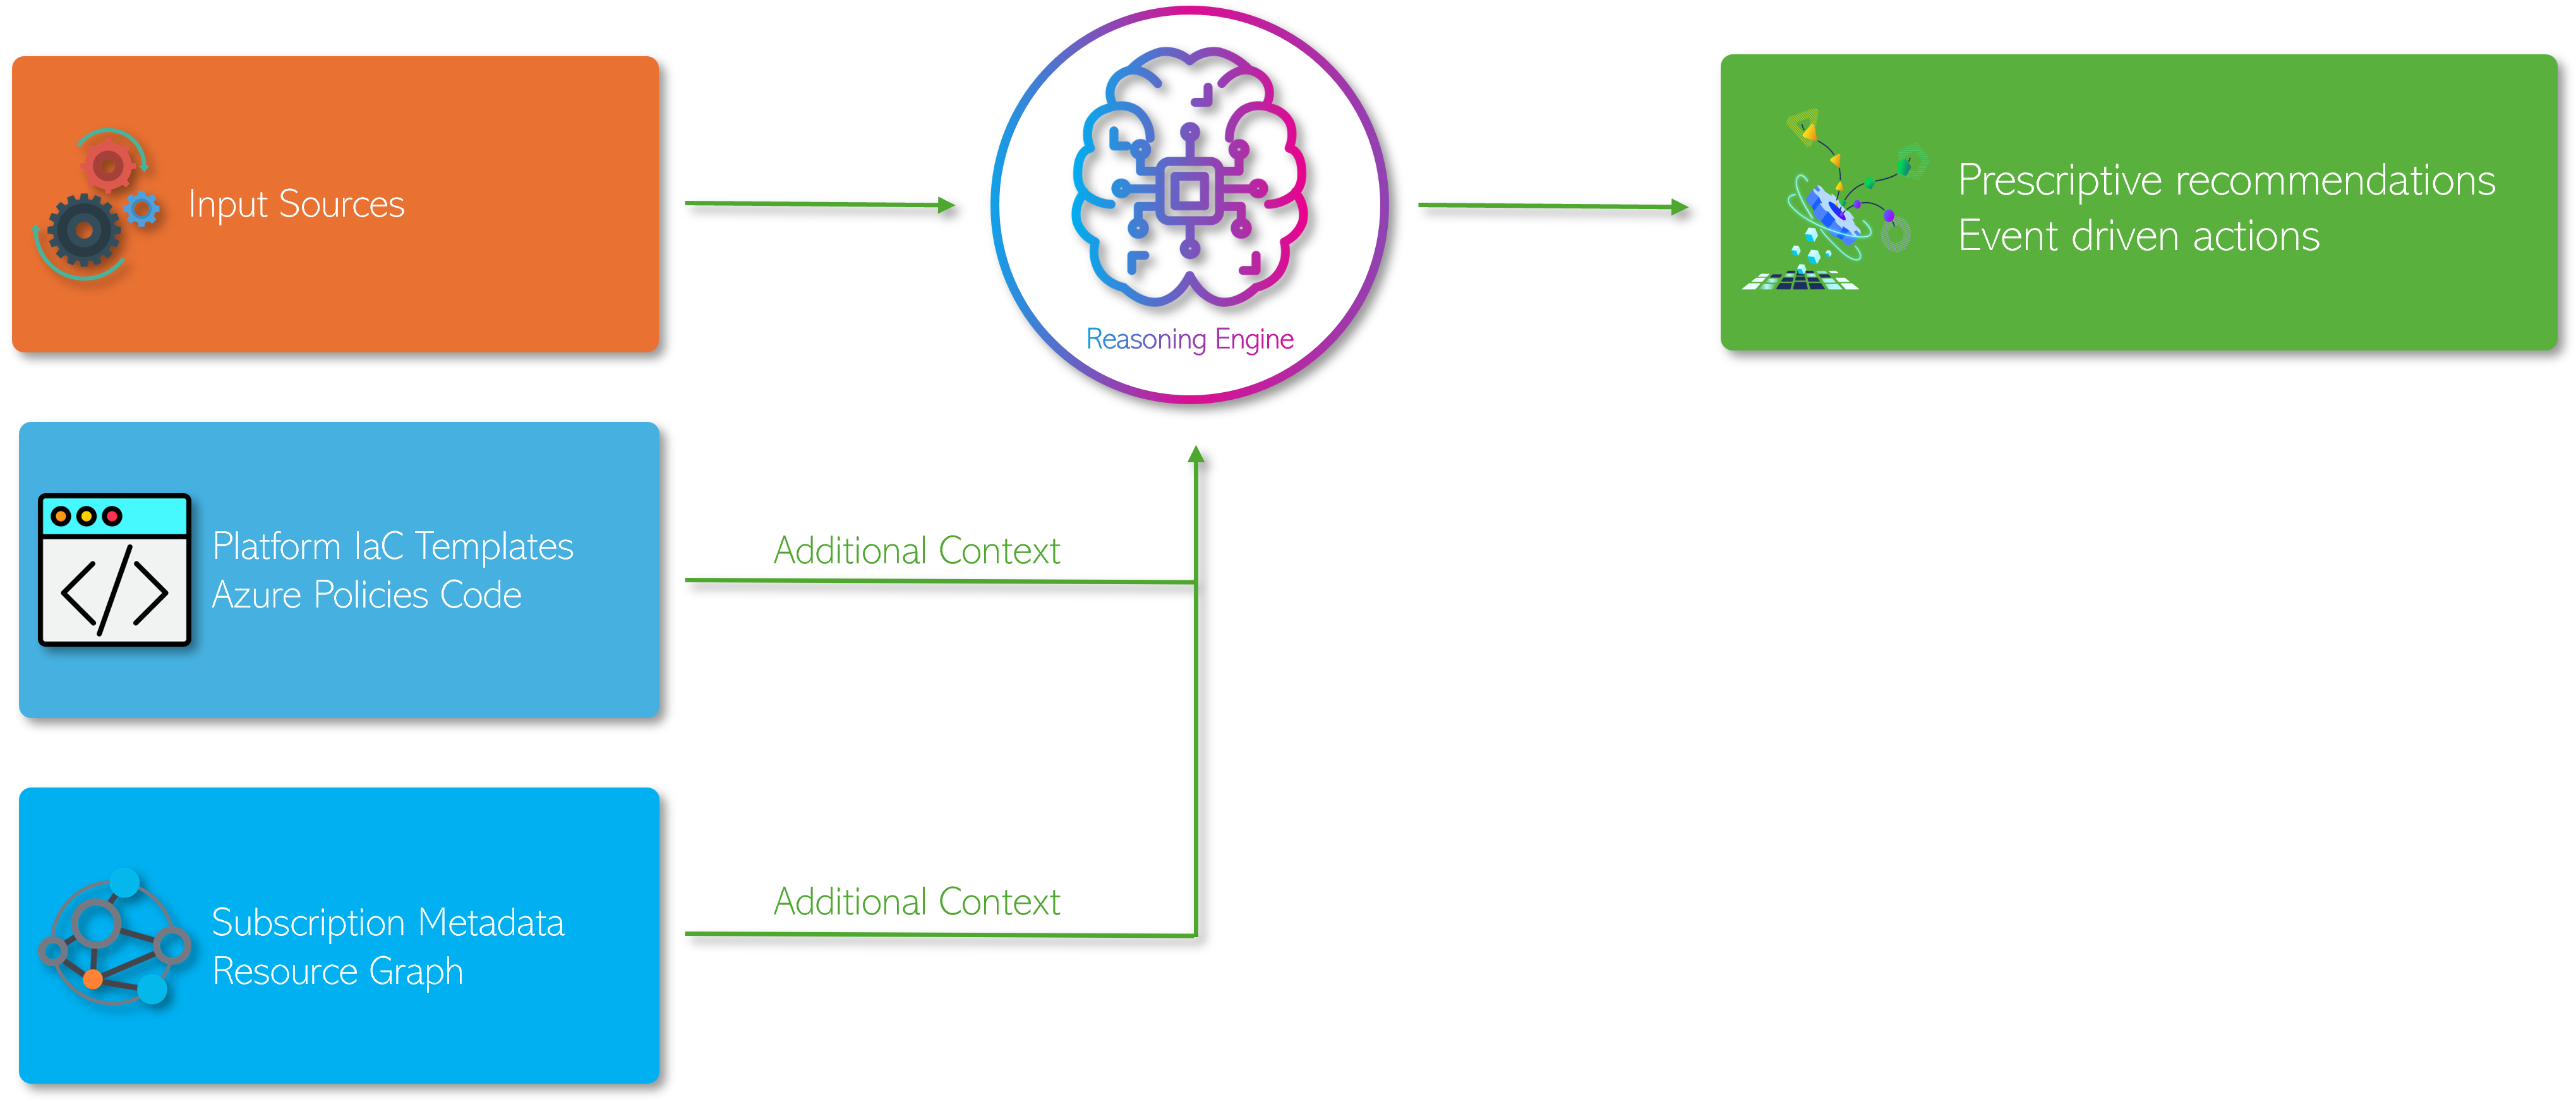 Input Sources
Reasoning Engine
Prescriptive recommendations
Event driven actions
Platform IaC Templates
Azure Policies Code
Additional Context
Subscription Metadata
Resource Graph
Additional Context